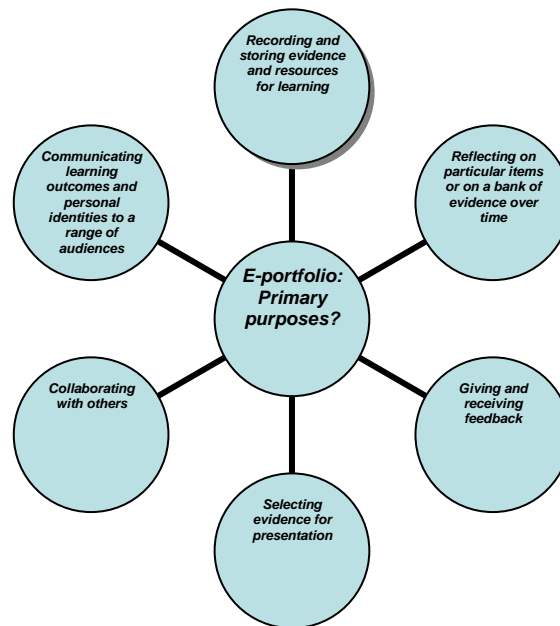 Recording and
storing evidence
and resources
for learning
Communicating
learning
outcomes and
personal
identities to a
range of
audiences
Reflecting on
particular items
or on a bank of
evidence over
time
E-portfolio:
Primary
purposes?
Collaborating
with others
Giving and
receiving
feedback
Selecting
evidence for
presentation